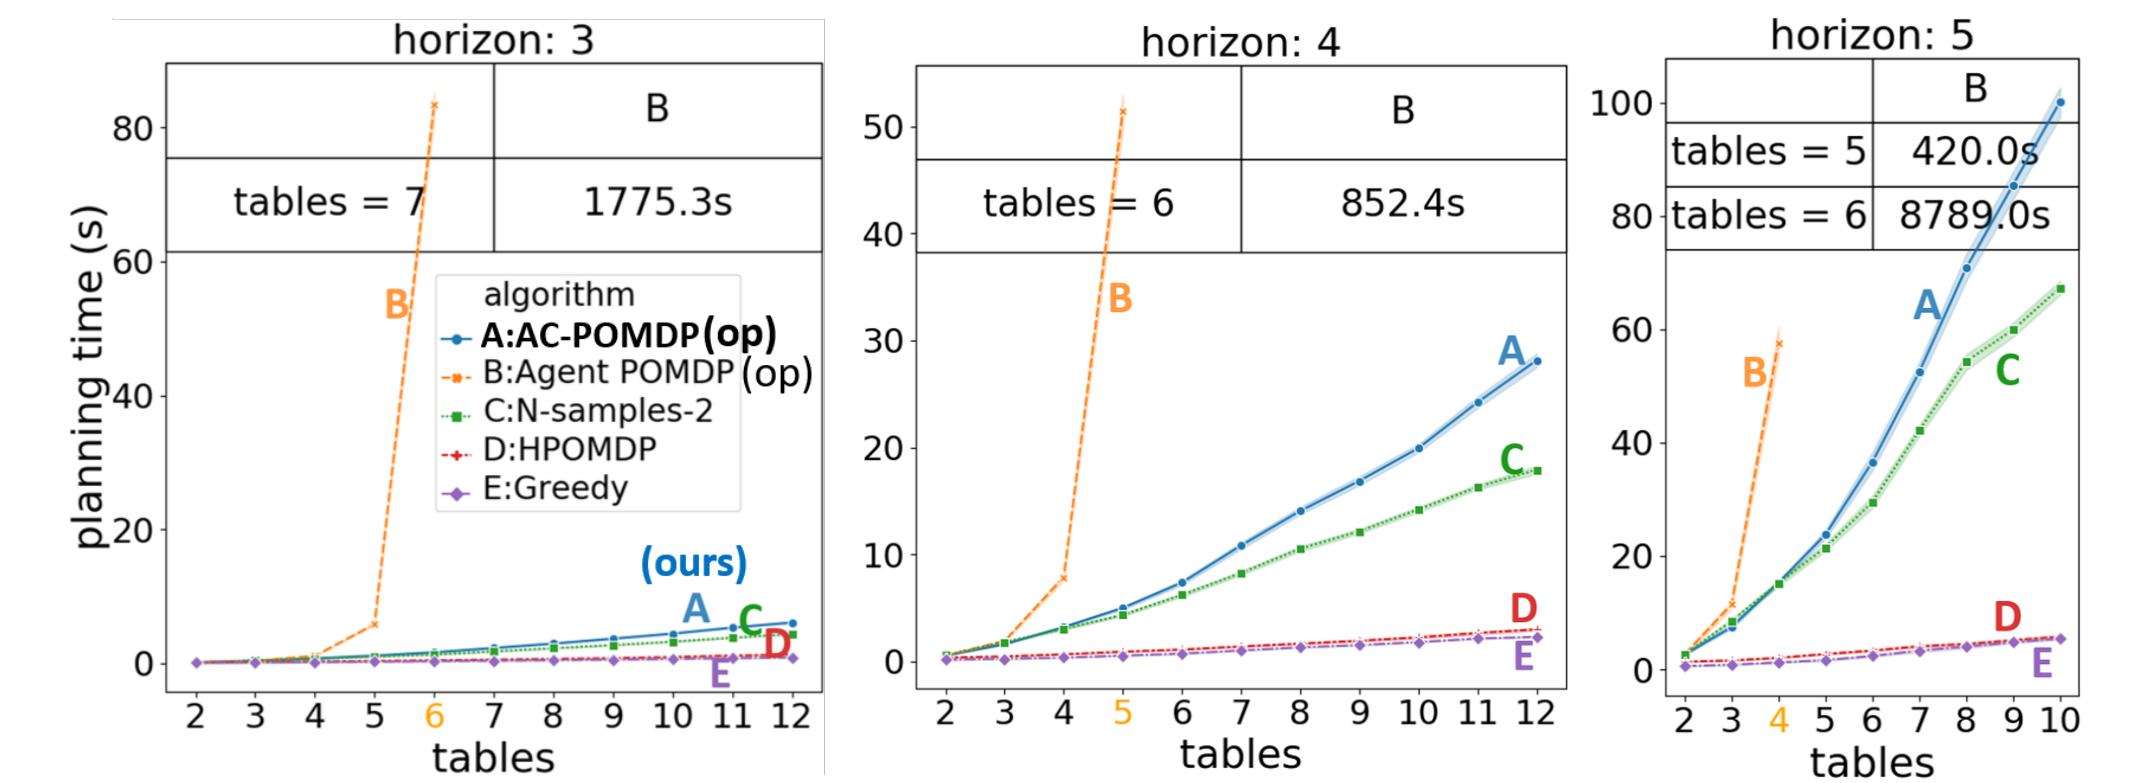 horizon: 3
B
tables = 7
1775.3s
planning time (s)
80
60
40
20
0
B
algorithm
A:AC-POMDP(op)
B:Agent POMDP(op)
C:N-samples-2
D:HPOMDP
E:Greedy
(ours)
A
C
D
E
2 3 4 5 6 7 8 9 10 11 12
tables
horizon: 4
B
tables = 6
852.4s
50
40
30
20
10
0
B
A
C
D
E
2 3 4 5 6 7 8 9 10 11 12
tables
horizon: 5
B
tables = 5
420.0s
tables = 6
8789.0s
100
80
60
40
20
0
A
B
C
D
E
2 3 4 5 6 7 8 9 10
tables